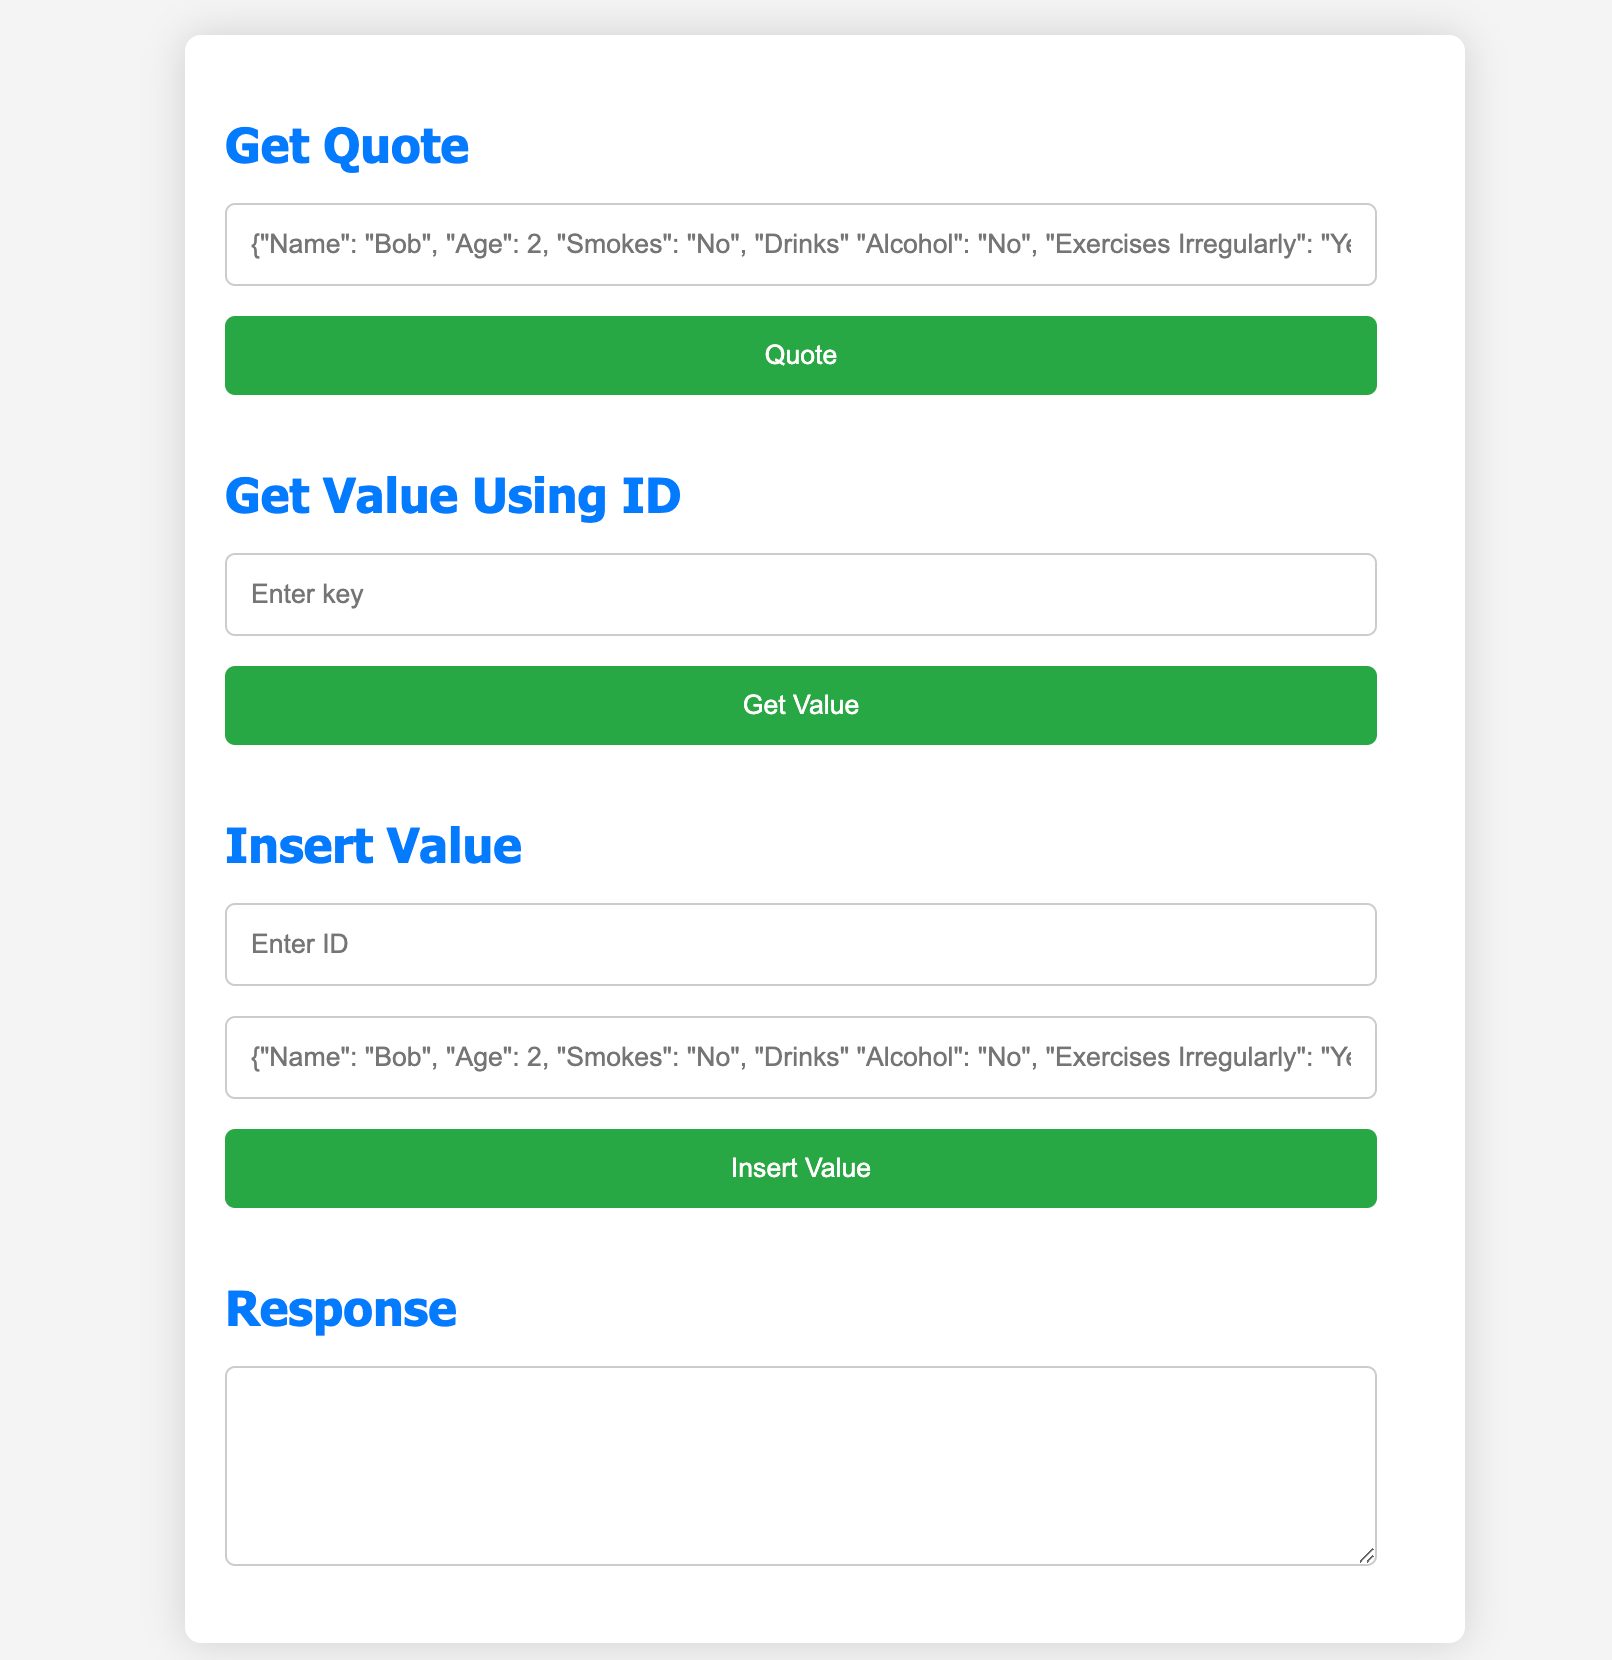 Get Quote
{"Name": "Bob", "Age": 2, "Smokes": "No", "Drinks" "Alcohol": "No", "Exercises Irregularly": "Ye
Quote
Get Value Using ID
Enter key
Get Value
Insert Value
Enter ID
{"Name": "Bob", "Age": 2, "Smokes": "No", "Drinks" "Alcohol": "No", "Exercises Irregularly": "Ye
Insert Value
Response